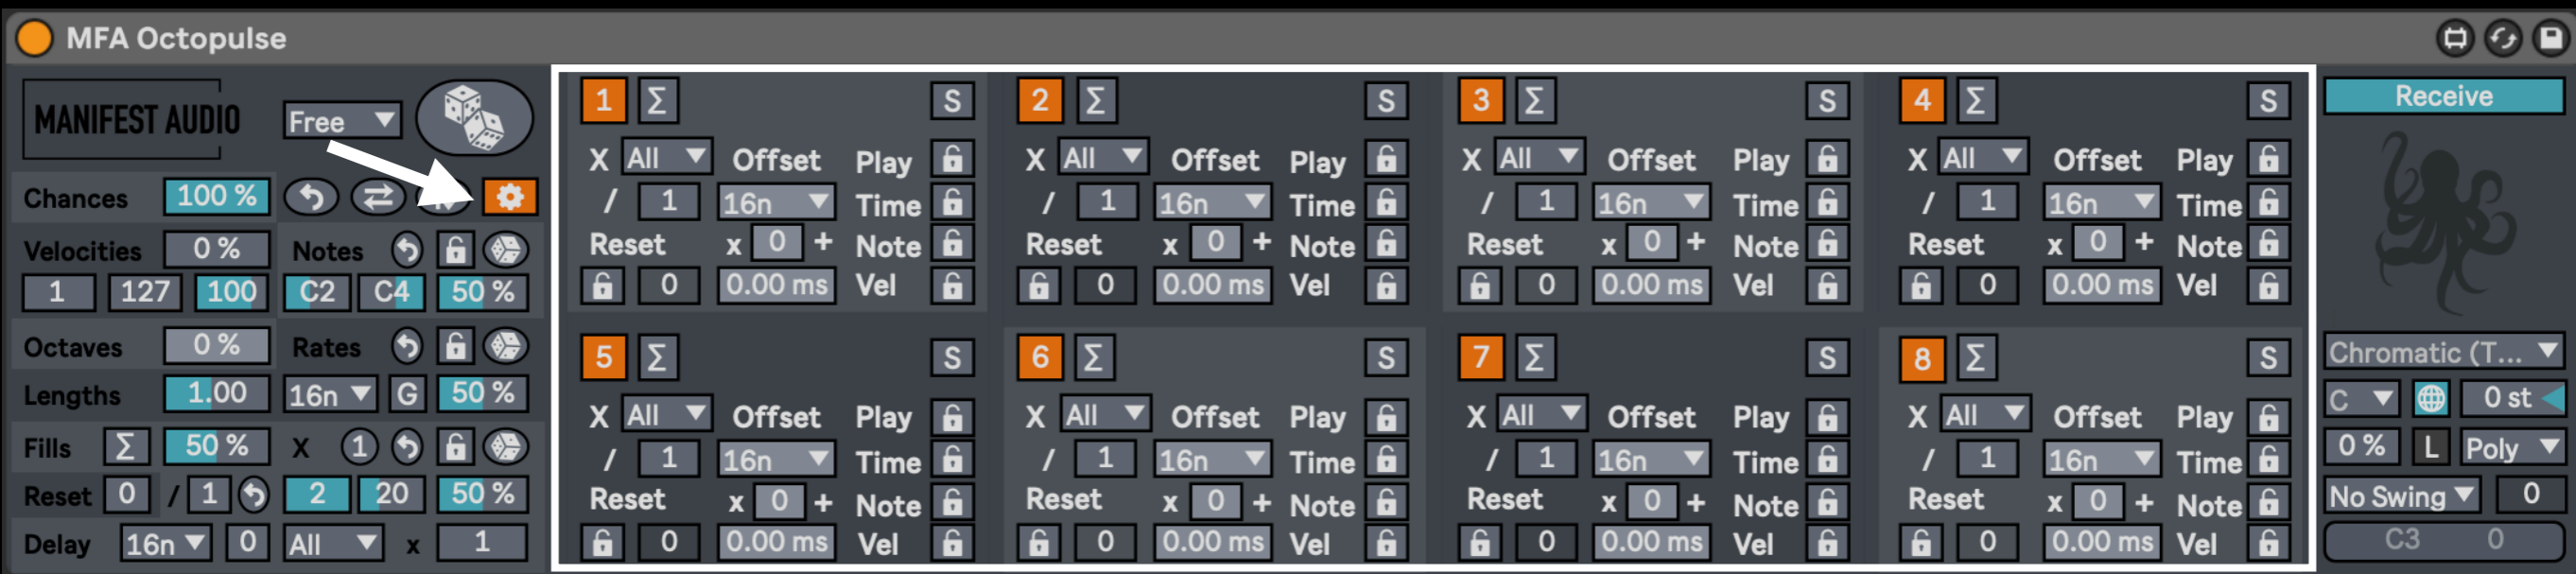 MFA Octopulse
MANIFEST AUDIO Free
Chances 100 %
Velocities 0 % Notes
1 127 100 C2 C4 50 %
Octaves 0 % Rates
Lengths 1.00 16n G 50 %
Fills Σ 50 % X 1
Reset 0 / 1 2 20 50 %
Delay 16n 0 All x 1
1 Σ S
X All Offset Play
/ 1 16n Time
Reset x 0 + Note
0 0.00 ms Vel
2 Σ S
X All Offset Play
/ 1 16n Time
Reset x 0 + Note
0 0.00 ms Vel
3 Σ S
X All Offset Play
/ 1 16n Time
Reset x 0 + Note
0 0.00 ms Vel
4 Σ S
X All Offset Play
/ 1 16n Time
Reset x 0 + Note
0 0.00 ms Vel
5 Σ S
X All Offset Play
/ 1 16n Time
Reset x 0 + Note
0 0.00 ms Vel
6 Σ S
X All Offset Play
/ 1 16n Time
Reset x 0 + Note
0 0.00 ms Vel
7 Σ S
X All Offset Play
/ 1 16n Time
Reset x 0 + Note
0 0.00 ms Vel
8 Σ S
X All Offset Play
/ 1 16n Time
Reset x 0 + Note
0 0.00 ms Vel
Receive
Chromatic (T...
C 0 st
0 % L Poly
No Swing 0
C3 0